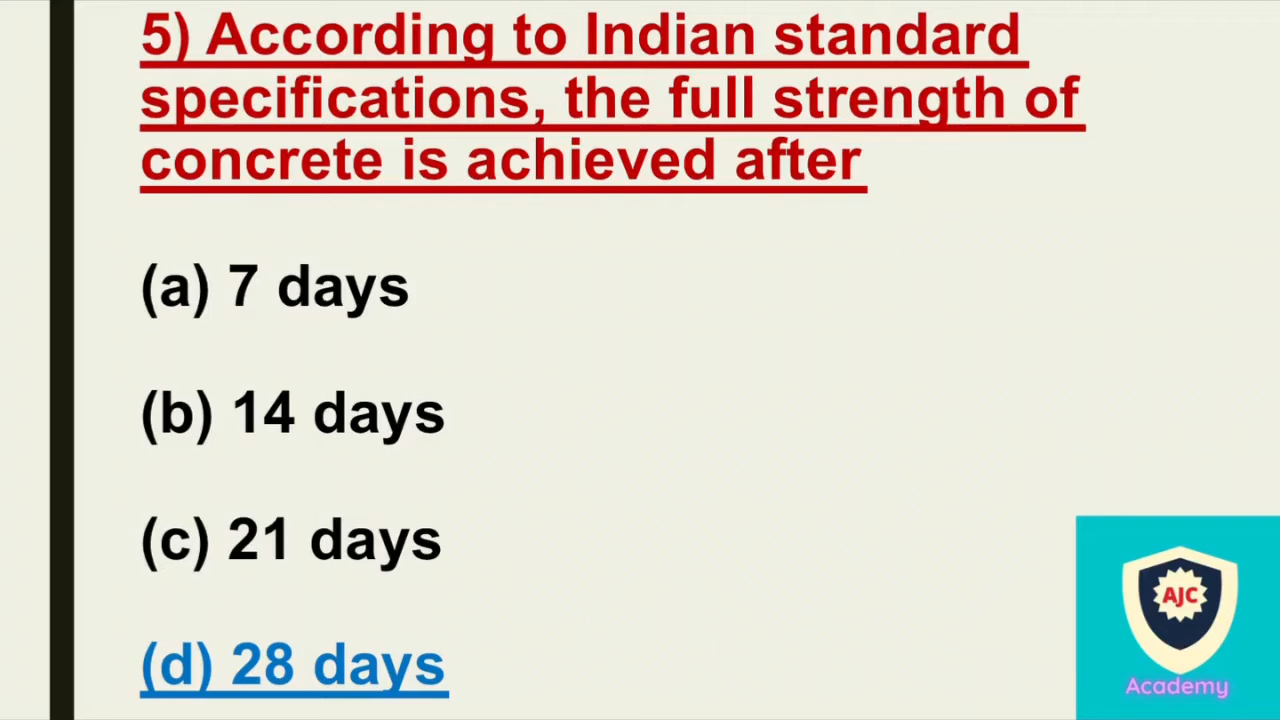 5) According to Indian standard
specifications, the full strength of
concrete is achieved after
(a) 7 days
(b) 14 days
(c) 21 days
(d) 28 days
AJC
Academy